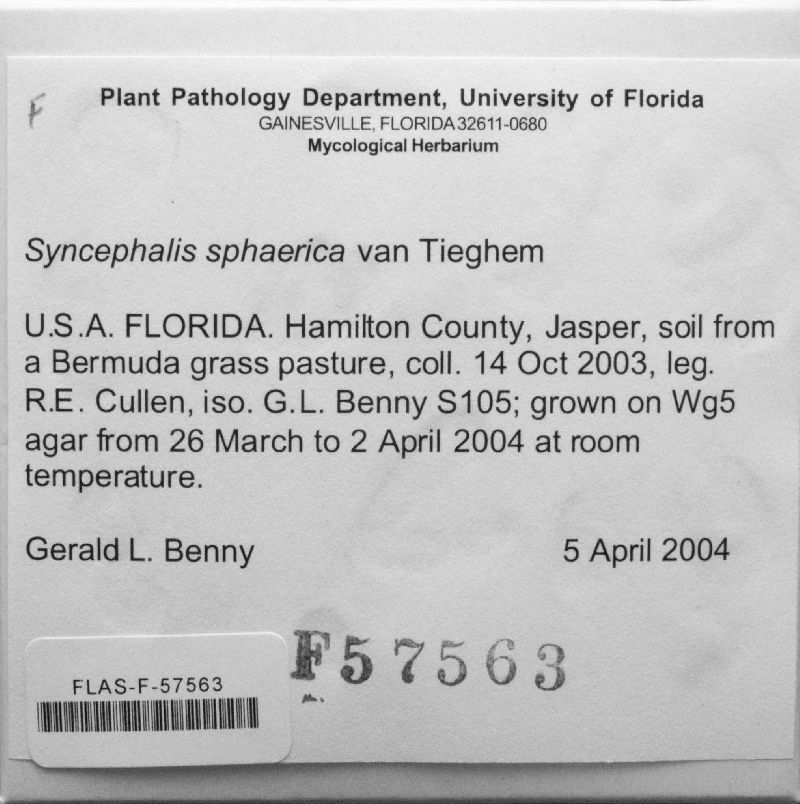 F
Plant Pathology Department, University of Florida
GAINESVILLE, FLORIDA 32611-0680
Mycological Herbarium
Syncephalis sphaerica van Tieghem
U.S.A. FLORIDA. Hamilton County, Jasper, soil from
a Bermuda grass pasture, coll. 14 Oct 2003, leg.
R.E. Cullen, iso. G.L. Benny S105; grown on Wg5
agar from 26 March to 2 April 2004 at room
temperature.
Gerald L. Benny 5 April 2004
F57563
FLAS-F-57563